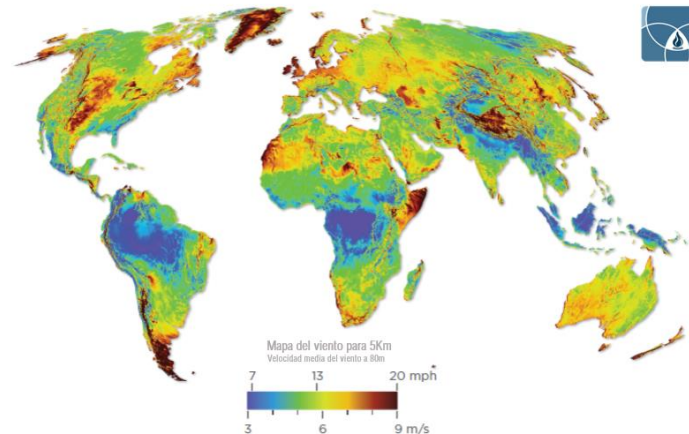 Mapa del viento para 5Km
Velocidad media del viento a 80m
7 13 20 mph*
3 6 9 m/s
*